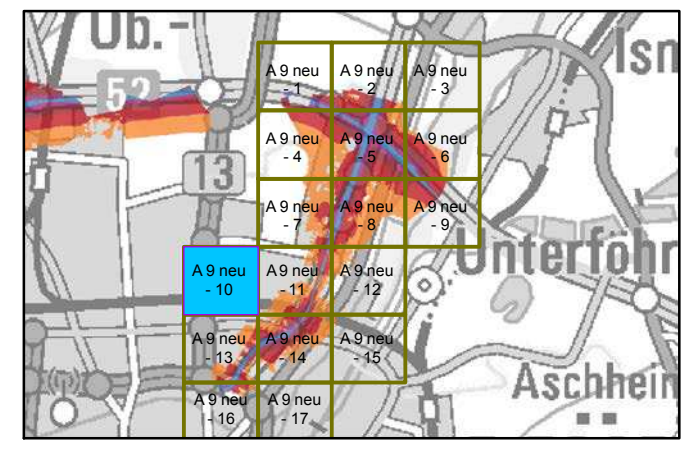 Ob.-
Isn
52
A 9 neu
- 1
A 9 neu
- 2
A 9 neu
- 3
A 9 neu
- 4
A 9 neu
- 5
A 9 neu
- 6
13
A 9 neu
- 7
A 9 neu
- 8
A 9 neu
- 9
Unterföhr
A 9 neu
- 10
A 9 neu
- 11
A 9 neu
- 12
A 9 neu
- 13
A 9 neu
- 14
A 9 neu
- 15
Aschhein
A 9 neu
- 16
A 9 neu
- 17